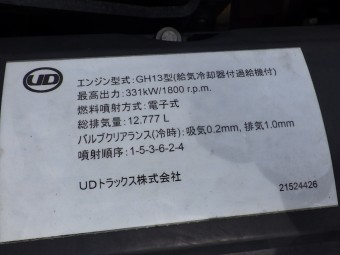 UD
エンジン型式:GH13型(給気冷却器付過給機付)
最高出力:331kW/1800 r.p.m.
燃料噴射方式:電子式
総排気量:12.777 L
バルブクリアランス(冷時):吸気0.2mm, 排気1.0mm
噴射順序:1-5-3-6-2-4
UDトラックス株式会社
21524426